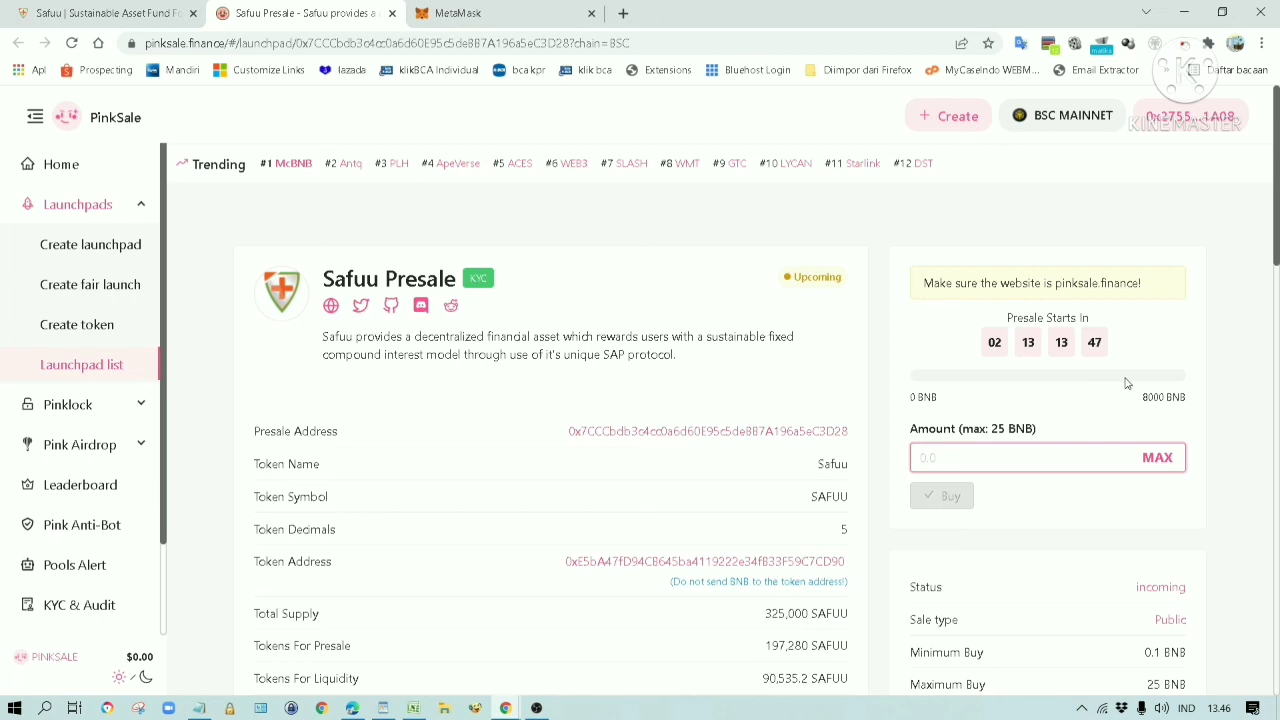 Safuu | Sustainable Asset Fund Fo
Safuu Presale - Safuu provides a
MetaMask
pinksale.finance/#/launchpad/0x7CCCbdb3c4cc0a6d60E95c5deBB7A196a5eC3D28?chain=BSC
matika
Apl
Prospecting
Mandiri
Customize Links
lazada
klikBCA Individual
bca kpr
klik bca
Extensions
Bluehost Login
Diimpor dari Firefox
My CaseIndo WEBM...
Email Extractor
»
Daftar bacaan
PinkSale
+ Create
BSC MAINNET
0x2755...1A08
KINEMASTER
Home
Launchpads
Create launchpad
Create fair launch
Create token
Launchpad list
Pinklock
Pink Airdrop
Leaderboard
Pink Anti-Bot
Pools Alert
KYC & Audit
PINKSALE
$0.00
Trending
#1 McBNB
#2 Antq
#3 PLH
#4 ApeVerse
#5 ACES
#6 WEB3
#7 SLASH
#8 WMT
#9 GTC
#10 LYCAN
#11 Starlink
#12 DST
Safuu Presale
KYC
Upcoming
Safuu provides a decentralized financial asset which rewards users with a sustainable fixed
compound interest model through use of it's unique SAP protocol.
Presale Address
0x7CCCbdb3c4cc0a6d60E95c5deBB7A196a5eC3D28
Token Name
Safuu
Token Symbol
SAFUU
Token Decimals
5
Token Address
0xE5bA47fD94CB645ba4119222e34fB33F59C7CD90
(Do not send BNB to the token address!)
Total Supply
325,000 SAFUU
Tokens For Presale
197,280 SAFUU
Tokens For Liquidity
90,535.2 SAFUU
Make sure the website is pinksale.finance!
Presale Starts In
02 13 13 47
0 BNB
8000 BNB
Amount (max: 25 BNB)
0.0
MAX
Buy
Status
incoming
Sale type
Public
Minimum Buy
0.1 BNB
Maximum Buy
25 BNB
IND
13.46